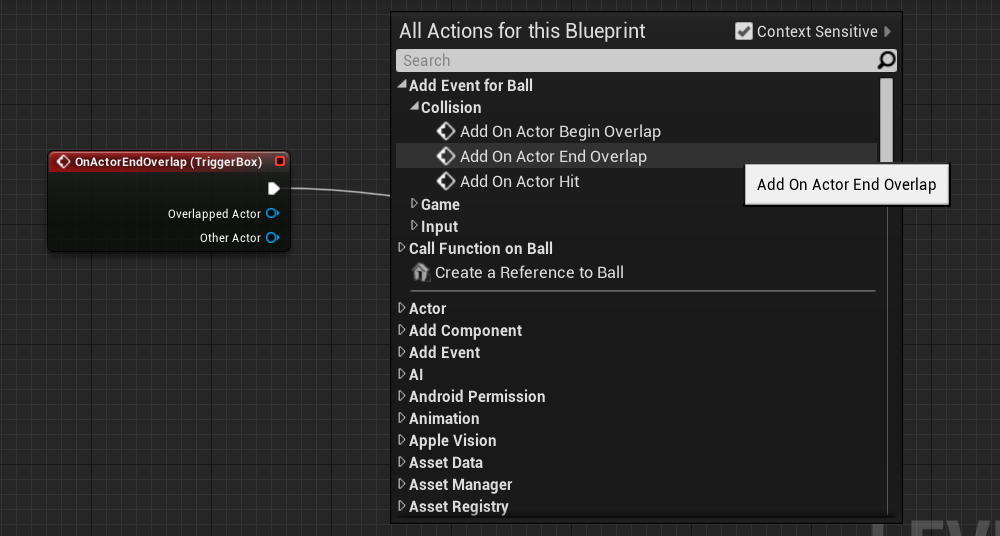 All Actions for this Blueprint
Context Sensitive
Search
Add Event for Ball
Collision
Add On Actor Begin Overlap
Add On Actor End Overlap
Add On Actor Hit
Game
Input
Call Function on Ball
Create a Reference to Ball
Actor
Add Component
Add Event
AI
Android Permission
Animation
Apple Vision
Asset Data
Asset Manager
Asset Registry
Add On Actor End Overlap
OnActorEndOverlap (TriggerBox)
Overlapped Actor
Other Actor